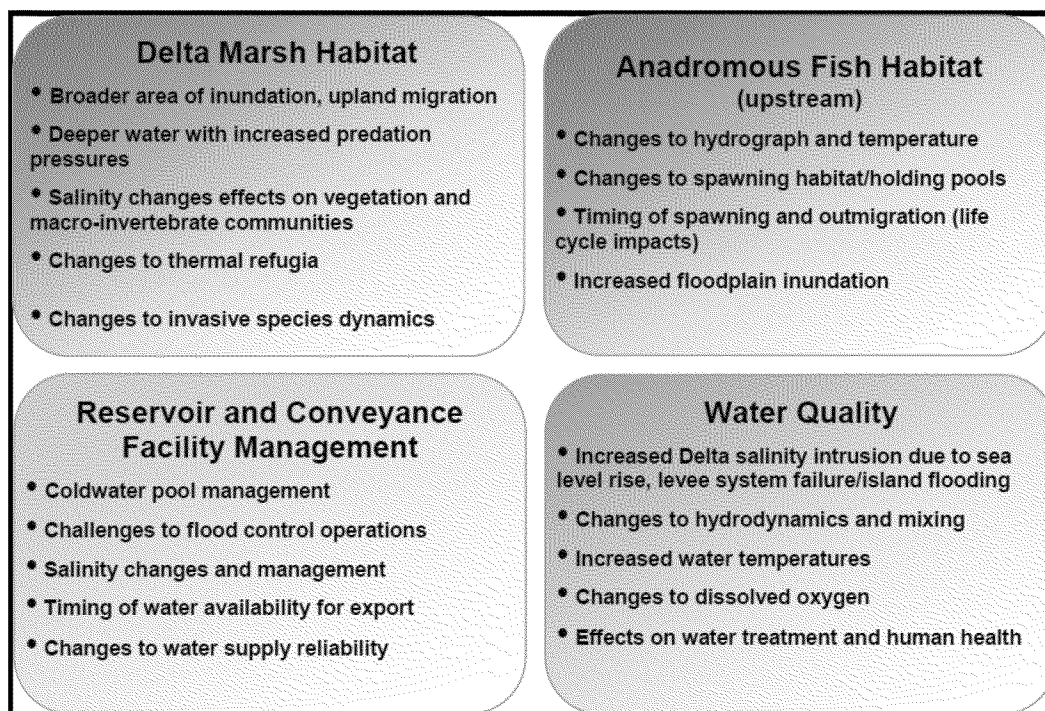 Delta Marsh Habitat
• Broader area of inundation, upland migration
• Deeper water with increased predation
pressures
• Salinity changes effects on vegetation and
macro-invertebrate communities
• Changes to thermal refugia
• Changes to invasive species dynamics
Anadromous Fish Habitat
(upstream)
• Changes to hydrograph and temperature
• Changes to spawning habitat/holding pools
• Timing of spawning and outmigration (life
cycle impacts)
• Increased floodplain inundation
Reservoir and Conveyance
Facility Management
• Coldwater pool management
• Challenges to flood control operations
• Salinity changes and management
• Timing of water availability for export
• Changes to water supply reliability
Water Quality
• Increased Delta salinity intrusion due to sea
level rise, levee system failure/island flooding
• Changes to hydrodynamics and mixing
• Increased water temperatures
• Changes to dissolved oxygen
• Effects on water treatment and human health